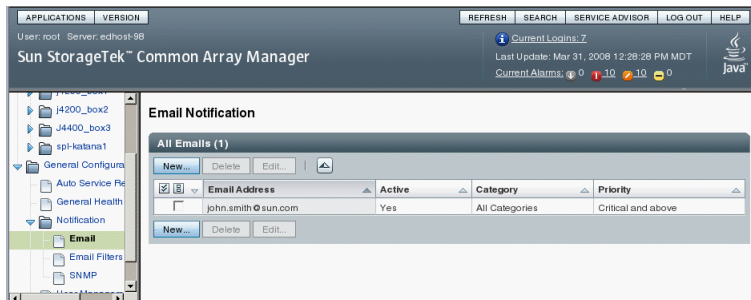 APPLICATIONS VERSION REFRESH SEARCH SERVICE ADVISOR LOG OUT HELP
User: root Server: edhost-98
Current Logins: 7
Sun StorageTek™ Common Array Manager
Last Update: Mar 31, 2008 12:28:28 PM MDT
Current Alarms: 0 10 10 0
Java™
j4200_box2
J4400_box3
spl-katana1
General Configura
Auto Service Re
General Health
Notification
Email
Email Filters
SNMP
Email Notification
All Emails (1)
New... Delete Edit...
Email Address Active Category Priority
john.smith@sun.com Yes All Categories Critical and above
New... Delete Edit...